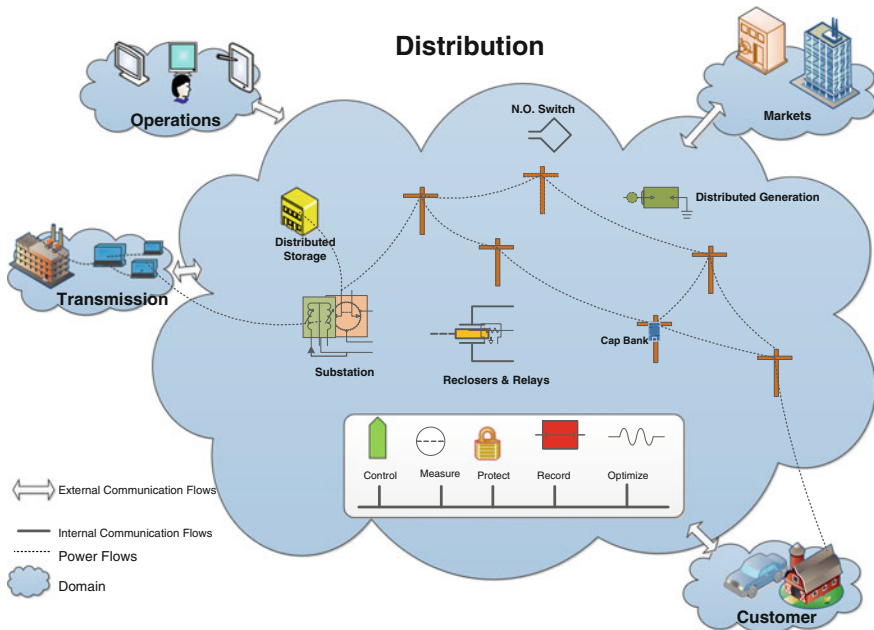 Distribution
Operations
Markets
N.O. Switch
Distributed Generation
Distributed
Storage
Transmission
Substation
Reclosers & Relays
Cap Bank
Control
Measure
Protect
Record
Optimize
External Communication Flows
Internal Communication Flows
Power Flows
Domain
Customer